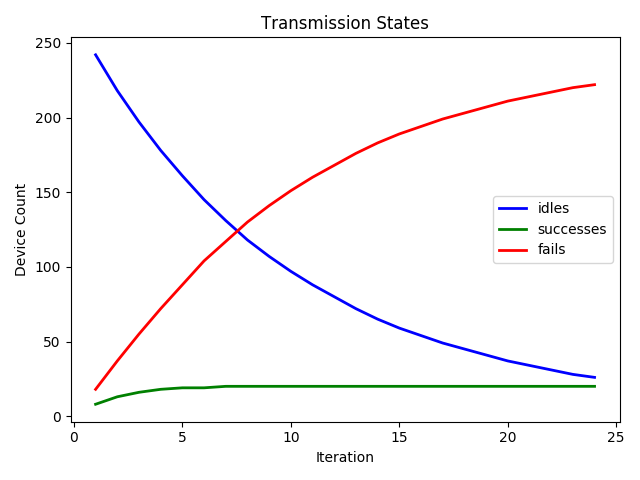 Transmission States
250
200
150
100
50
0
Device Count
idles
successes
fails
0 5 10 15 20 25
Iteration